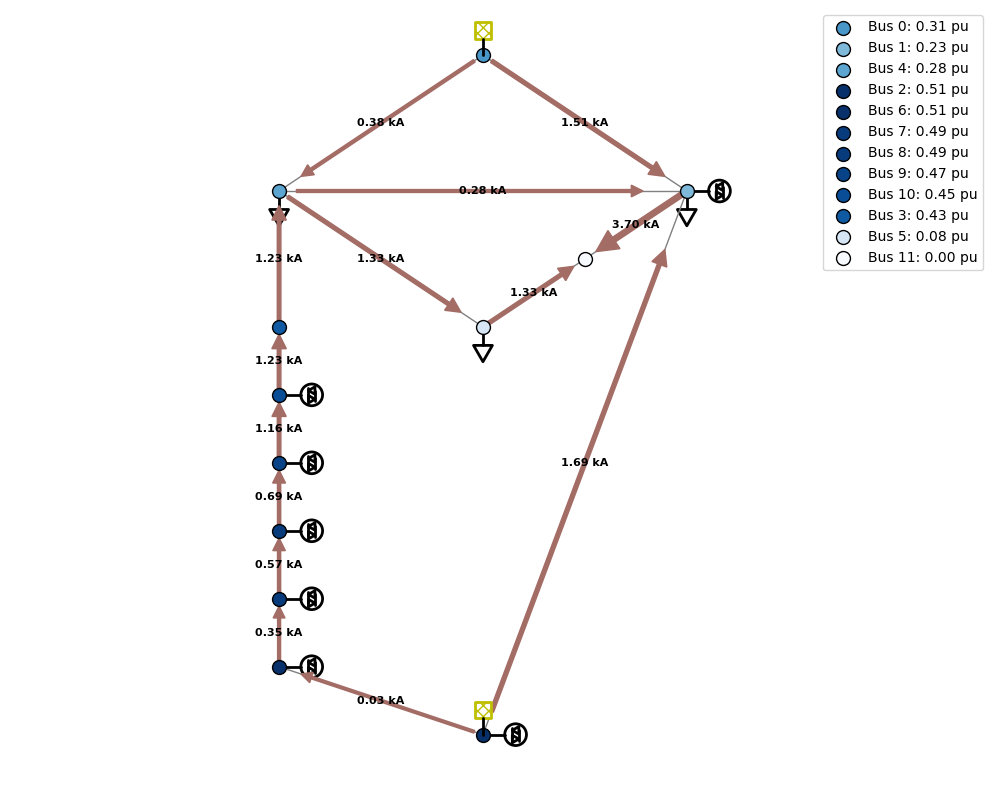 Bus 0: 0.31 pu
Bus 1: 0.23 pu
Bus 4: 0.28 pu
Bus 2: 0.51 pu
Bus 6: 0.51 pu
Bus 7: 0.49 pu
Bus 8: 0.49 pu
Bus 9: 0.47 pu
Bus 10: 0.45 pu
Bus 3: 0.43 pu
Bus 5: 0.08 pu
Bus 11: 0.00 pu
0.38 kA
1.51 kA
0.28 kA
3.70 kA
1.23 kA
1.33 kA
1.33 kA
1.23 kA
1.16 kA
1.69 kA
0.69 kA
0.57 kA
0.35 kA
0.03 kA